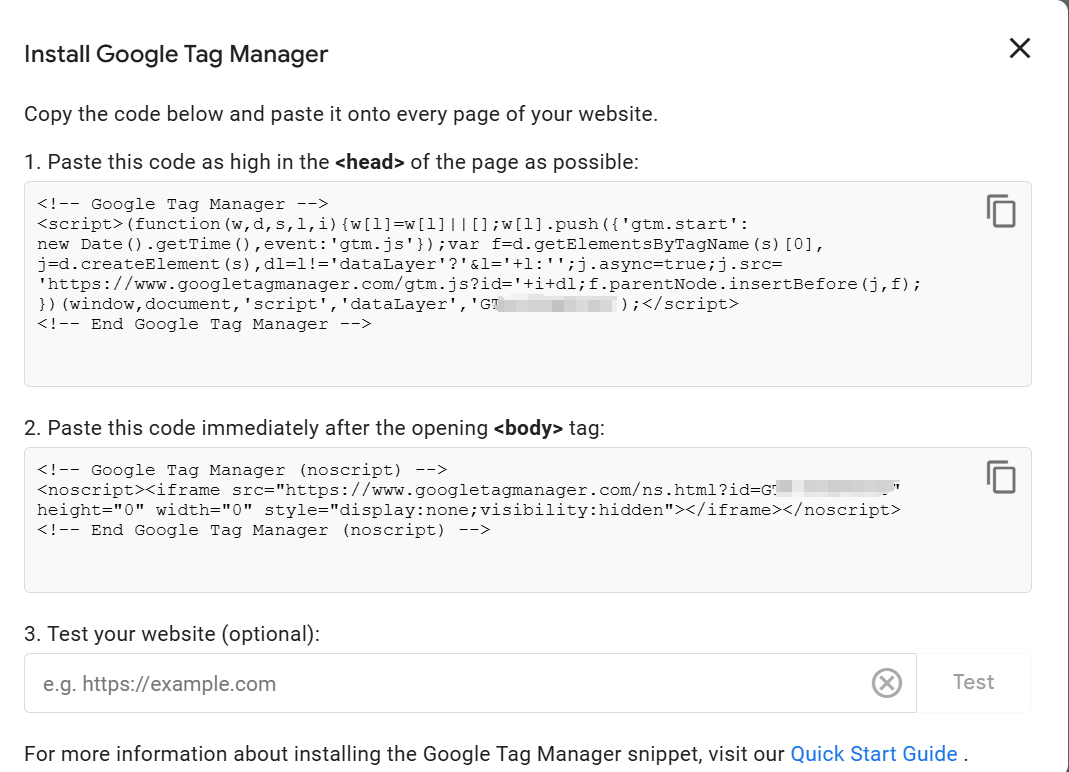 Install Google Tag Manager
Copy the code below and paste it onto every page of your website.
1. Paste this code as high in the <head> of the page as possible:
<!-- Google Tag Manager -->
<script>(function(w,d,s,l,i){w[l]=w[l]||[];w[l].push({'gtm.start':
new Date().getTime(),event:'gtm.js'});var f=d.getElementsByTagName(s)[0],
j=d.createElement(s),dl=l!='dataLayer'?'&l='+l:'';j.async=true;j.src=
'https://www.googletagmanager.com/gtm.js?id='+i+dl;f.parentNode.insertBefore(j,f);
})(window,document,'script','dataLayer','GT');</script>
<!-- End Google Tag Manager -->
2. Paste this code immediately after the opening <body> tag:
<!-- Google Tag Manager (noscript) -->
<noscript><iframe src="https://www.googletagmanager.com/ns.html?id=GT"
height="0" width="0" style="display:none;visibility:hidden"></iframe></noscript>
<!-- End Google Tag Manager (noscript) -->
3. Test your website (optional):
e.g. https://example.com
Test
For more information about installing the Google Tag Manager snippet, visit our Quick Start Guide .